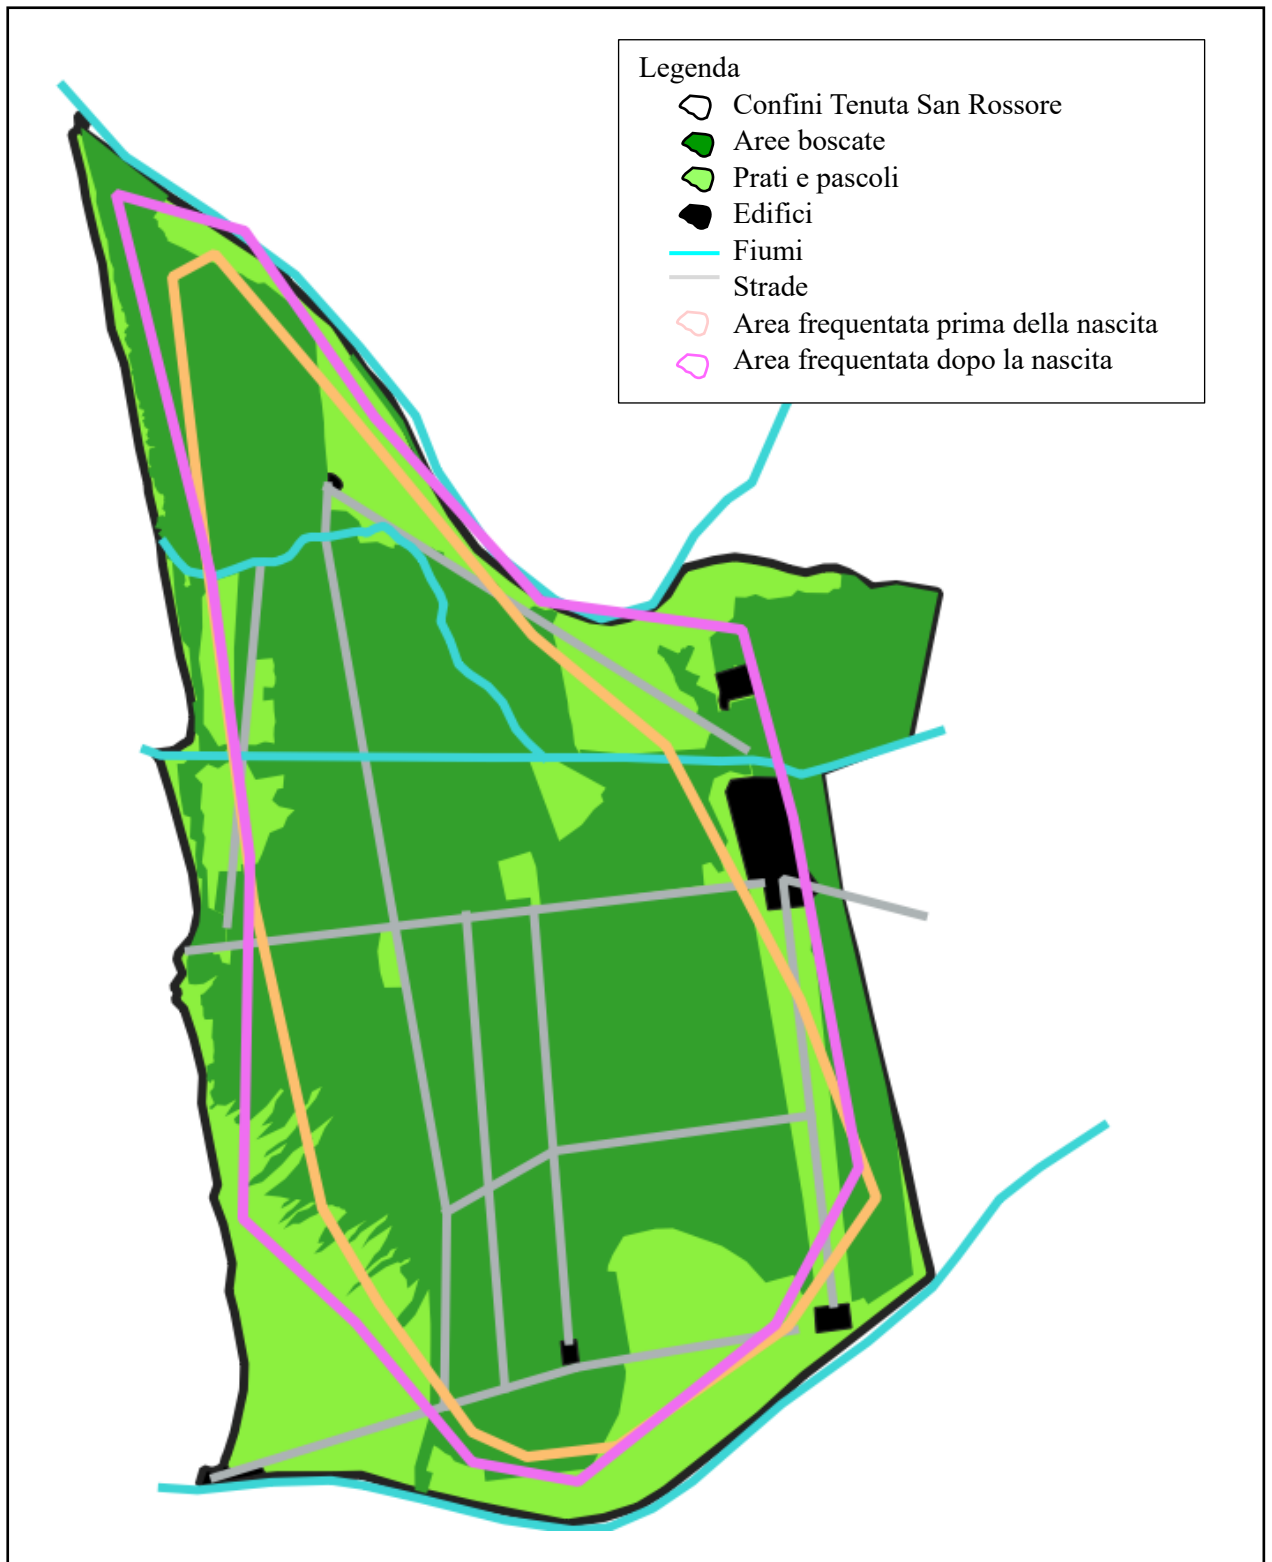 Legenda
Confini Tenuta San Rossore
Aree boscate
Prati e pascoli
Edifici
Fiumi
Strade
Area frequentata prima della nascita
Area frequentata dopo la nascita